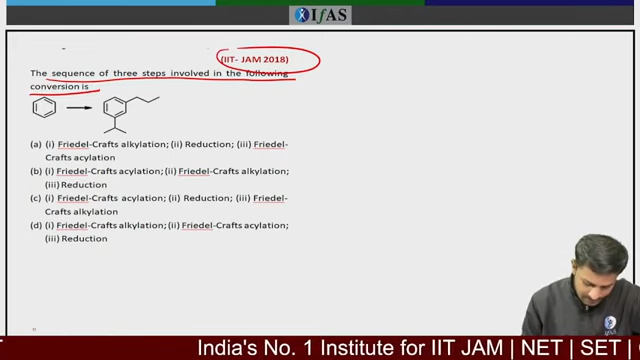 IfAS
(IIT- JAM 2018)
The sequence of three steps involved in the following
conversion is
(a) (i) Friedel-Crafts alkylation; (ii) Reduction; (iii) Friedel-
Crafts acylation
(b) (i) Friedel-Crafts acylation; (ii) Friedel-Crafts alkylation;
(iii) Reduction
(c) (i) Friedel-Crafts acylation; (ii) Reduction; (iii) Friedel-
Crafts alkylation
(d) (i) Friedel-Crafts alkylation; (ii) Friedel-Crafts acylation;
(iii) Reduction
India's No. 1 Institute for IIT JAM | NET | SET |